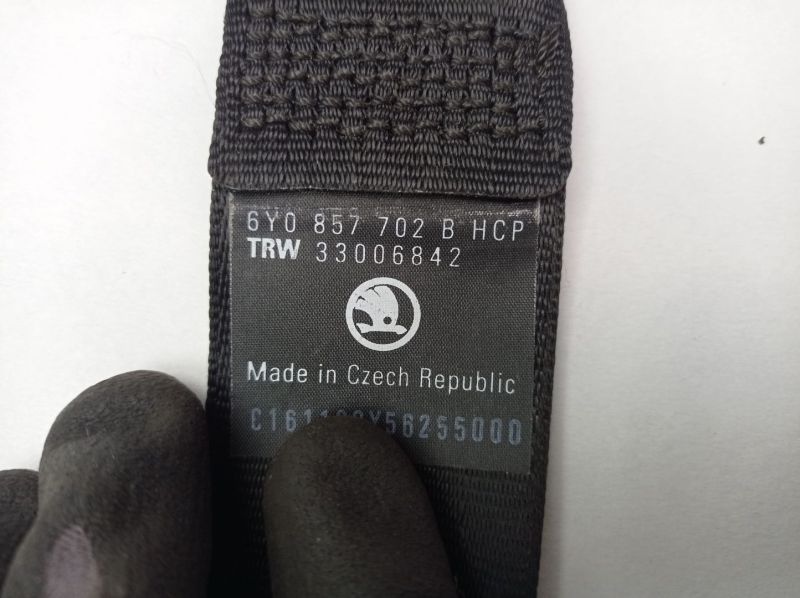 6Y0 857 702 B HCP
TRW 33006842
Made in Czech Republic